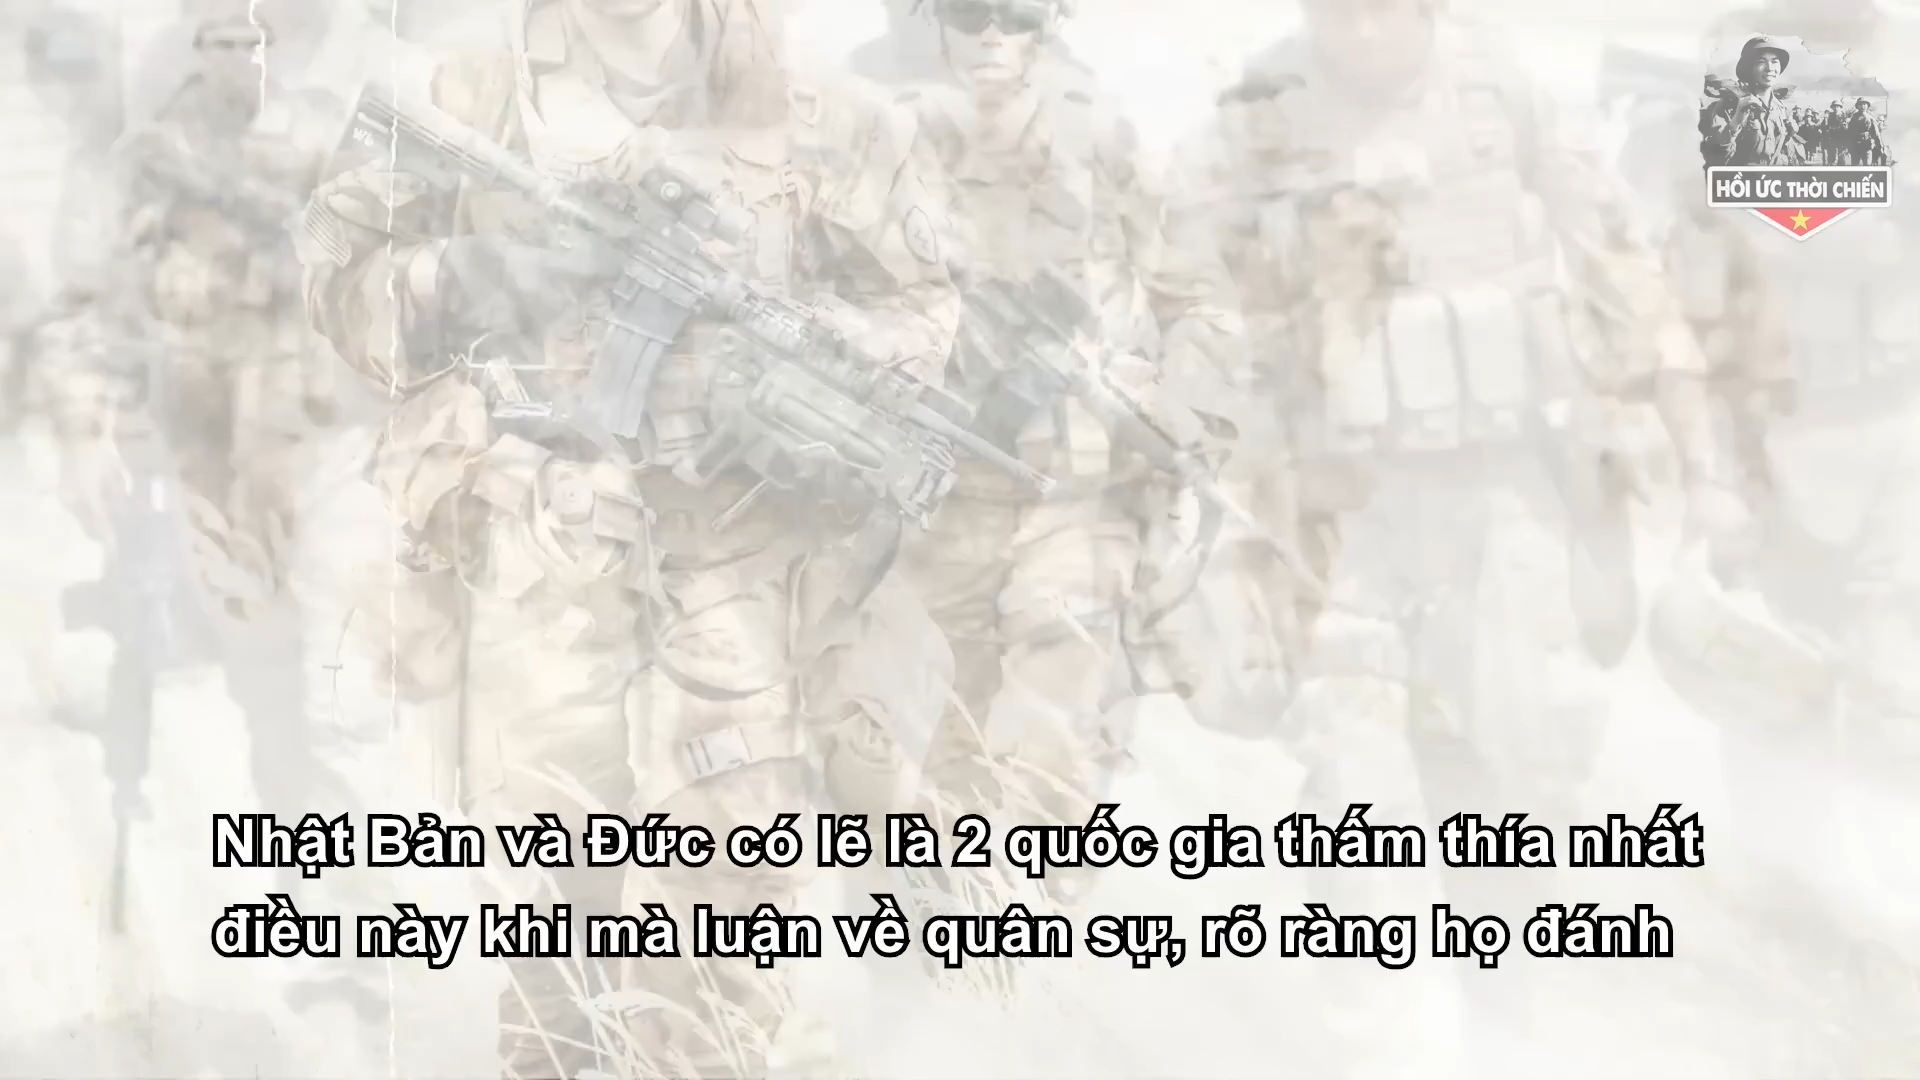 HỒI ỨC THỜI CHIẾN
Nhật Bản và Đức có lẽ là 2 quốc gia thấm thía nhất
điều này khi mà luận về quân sự, rõ ràng họ đánh